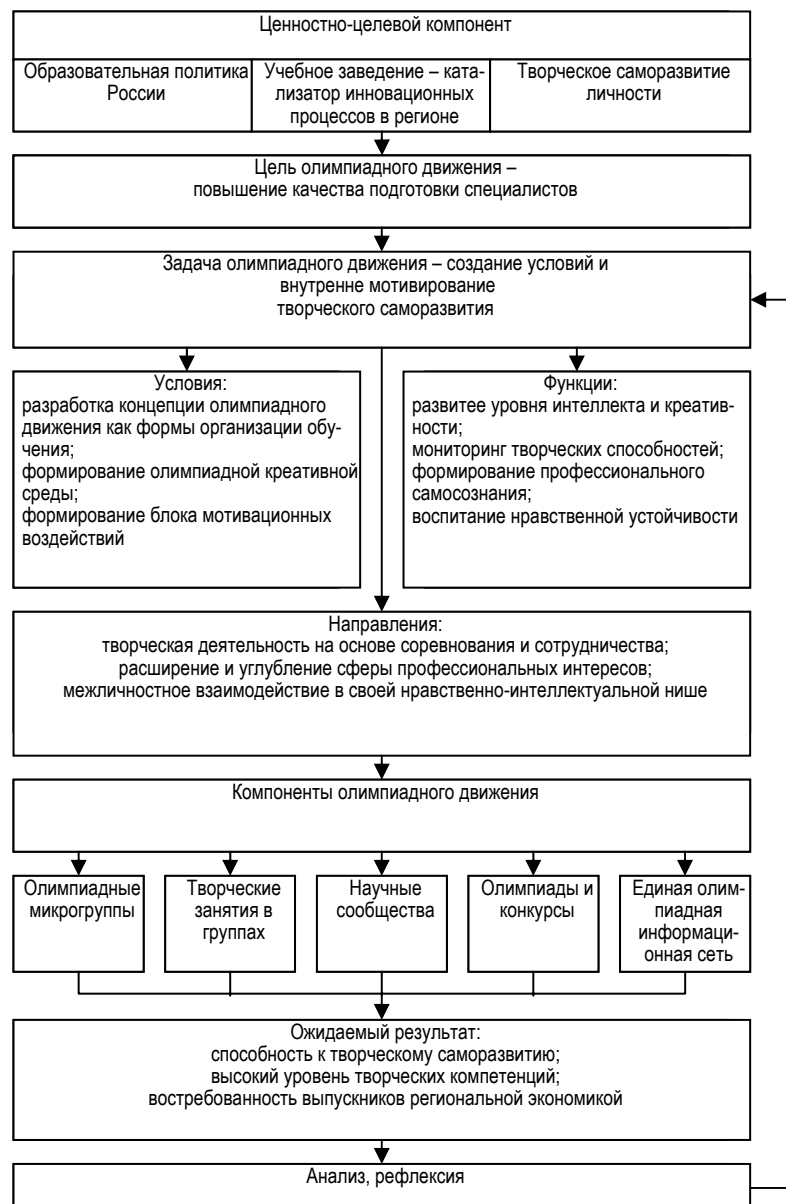 Ценностно-целевой компонент
Образовательная политика
России
Учебное заведение – ката-
лизатор инновационных
процессов в регионе
Творческое саморазвитие
личности
Цель олимпиадного движения –
повышение качества подготовки специалистов
Задача олимпиадного движения – создание условий и
внутренне мотивирование
творческого саморазвития
Условия:
разработка концепции олимпиадного
движения как формы организации обу-
чения;
формирование олимпиадной креативной
среды;
формирование блока мотивационных
воздействий
Функции:
развитее уровня интеллекта и креатив-
ности;
мониторинг творческих способностей;
формирование профессионального
самосознания;
воспитание нравственной устойчивости
Направления:
творческая деятельность на основе соревнования и сотрудничества;
расширение и углубление сферы профессиональных интересов;
межличностное взаимодействие в своей нравственно-интеллектуальной нише
Компоненты олимпиадного движения
Олимпиадные
микрогруппы
Творческие
занятия в
группах
Научные
сообщества
Олимпиады и
конкурсы
Единая олим-
пиадная
информаци-
онная сеть
Ожидаемый результат:
способность к творческому саморазвитию;
высокий уровень творческих компетенций;
востребованность выпускников региональной экономикой
Анализ, рефлексия